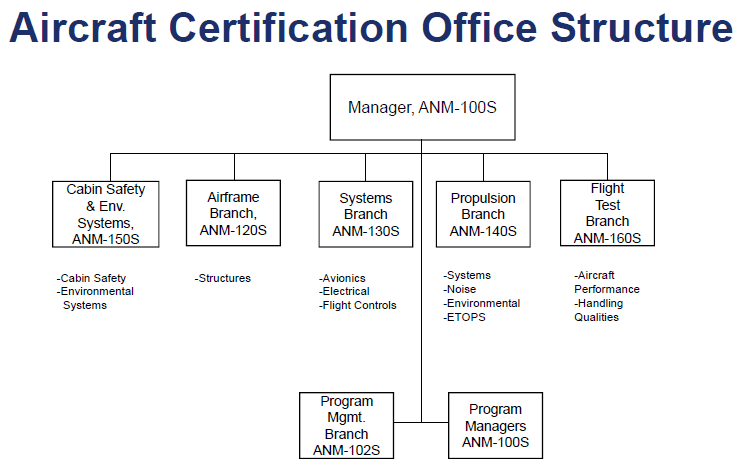 Aircraft Certification Office Structure
Manager, ANM-100S
Cabin Safety
& Env.
Systems,
ANM-150S
Airframe
Branch,
ANM-120S
Systems
Branch
ANM-130S
Propulsion
Branch
ANM-140S
Flight
Test
Branch
ANM-160S
-Cabin Safety
-Environmental
Systems
-Structures
-Avionics
-Electrical
-Flight Controls
-Systems
-Noise
-Environmental
-ETOPS
-Aircraft
Performance
-Handling
Qualities
Program
Mgmt.
Branch
ANM-102S
Program
Managers
ANM-100S